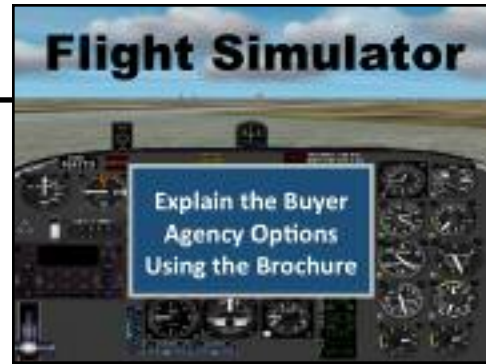 Flight Simulator
Explain the Buyer
Agency Options
Using the Brochure